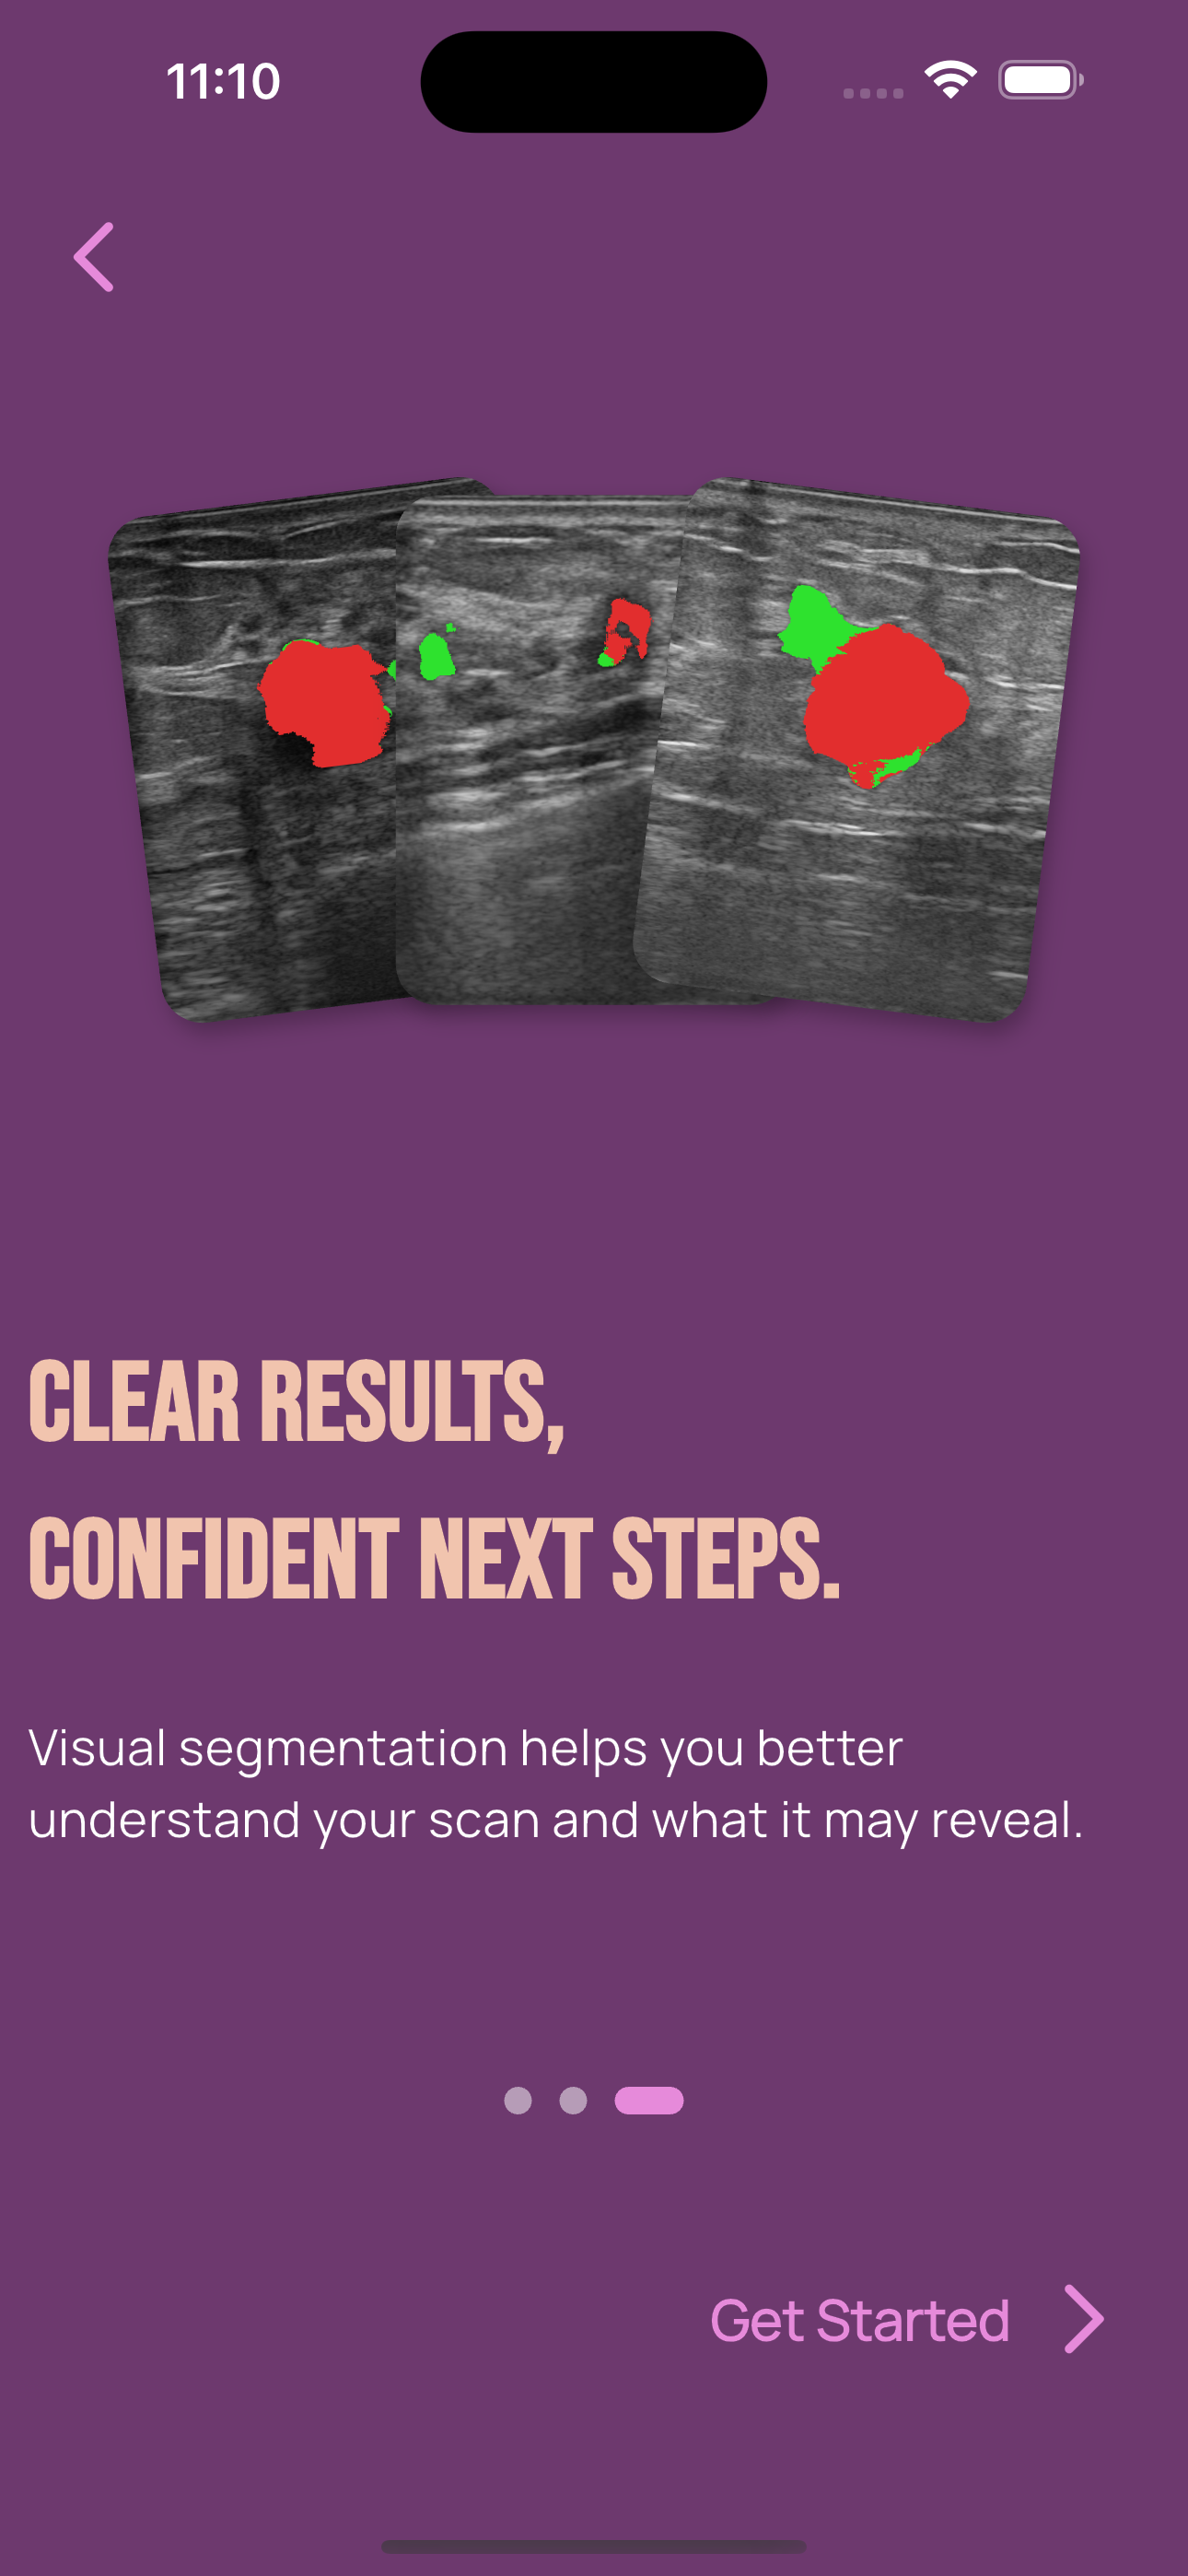 11:10
CLEAR RESULTS,
CONFIDENT NEXT STEPS.
Visual segmentation helps you better
understand your scan and what it may reveal.
Get Started